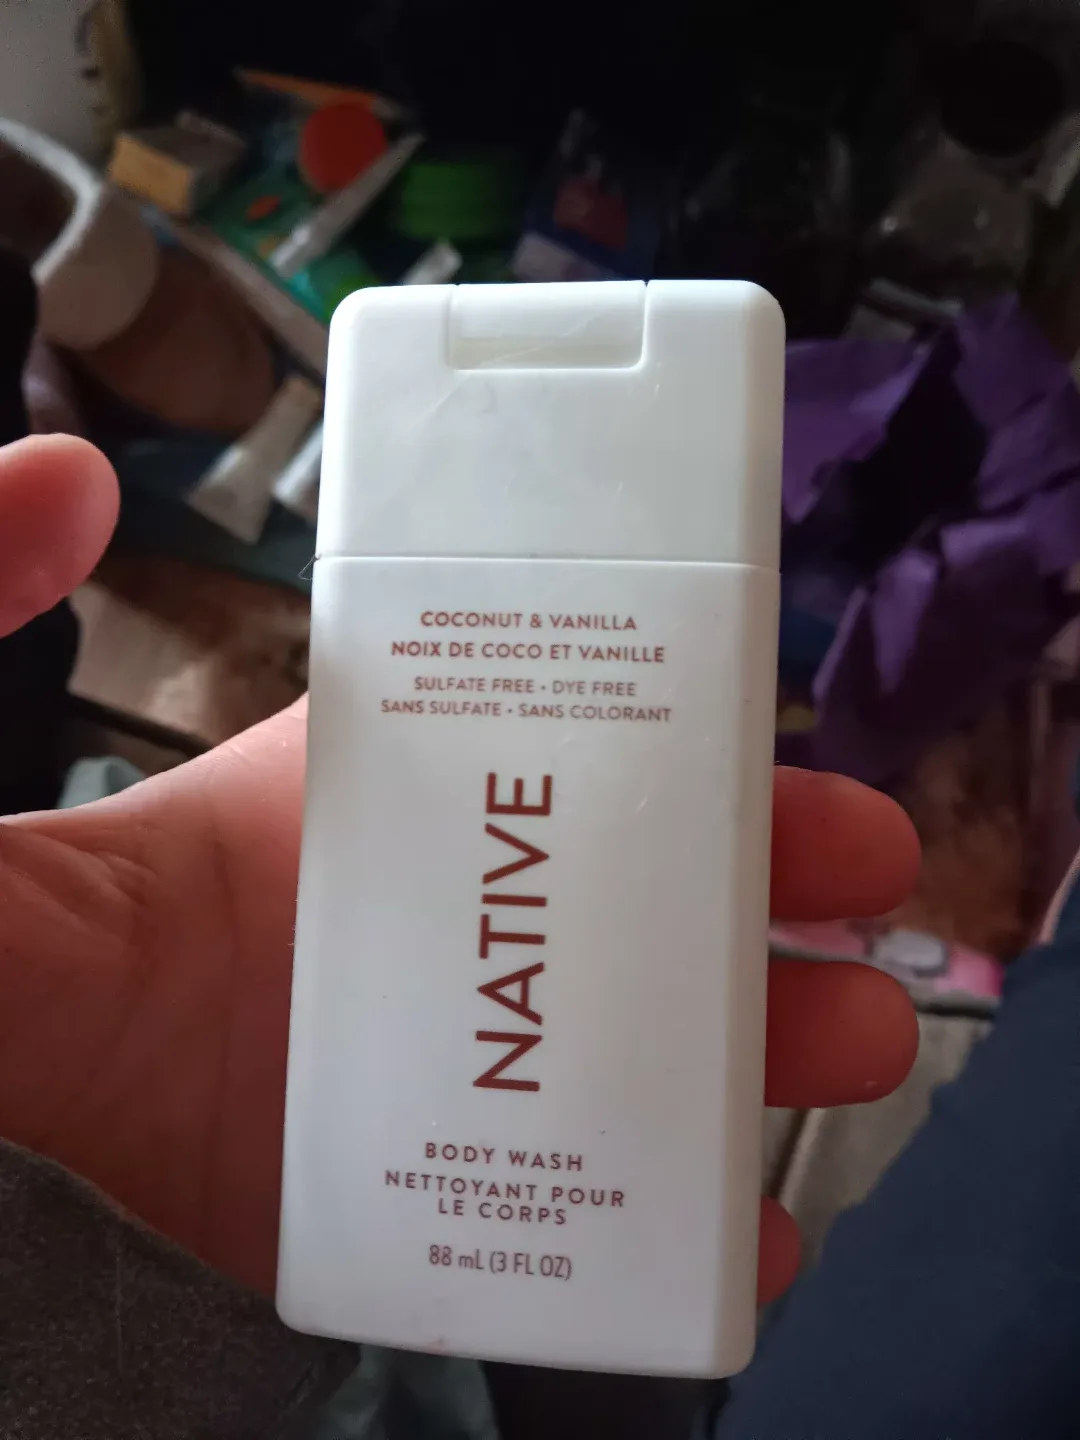 COCONUT & VANILLA
NOIX DE COCO ET VANILLE
SULFATE FREE • DYE FREE
SANS SULFATE • SANS COLORANT
NATIVE
BODY WASH
NETTOYANT POUR
LE CORPS
88 mL (3 FL OZ)